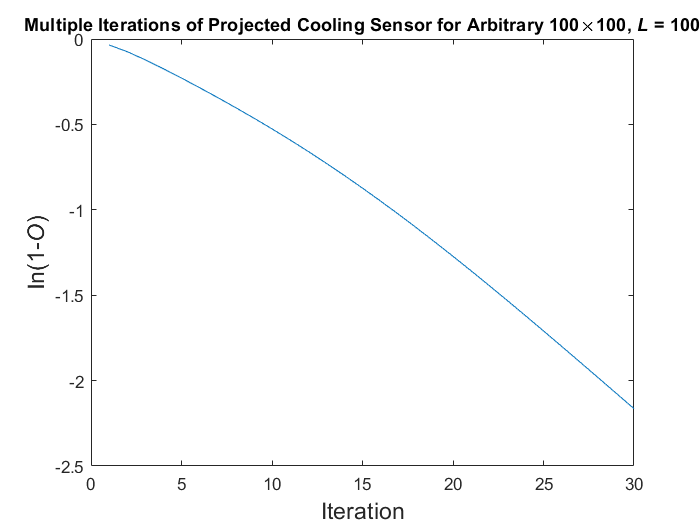 Multiple Iterations of Projected Cooling Sensor for Arbitrary 100×100, L = 100
0
-0.5
-1
-1.5
-2
-2.5
ln(1-O)
0 5 10 15 20 25 30
Iteration